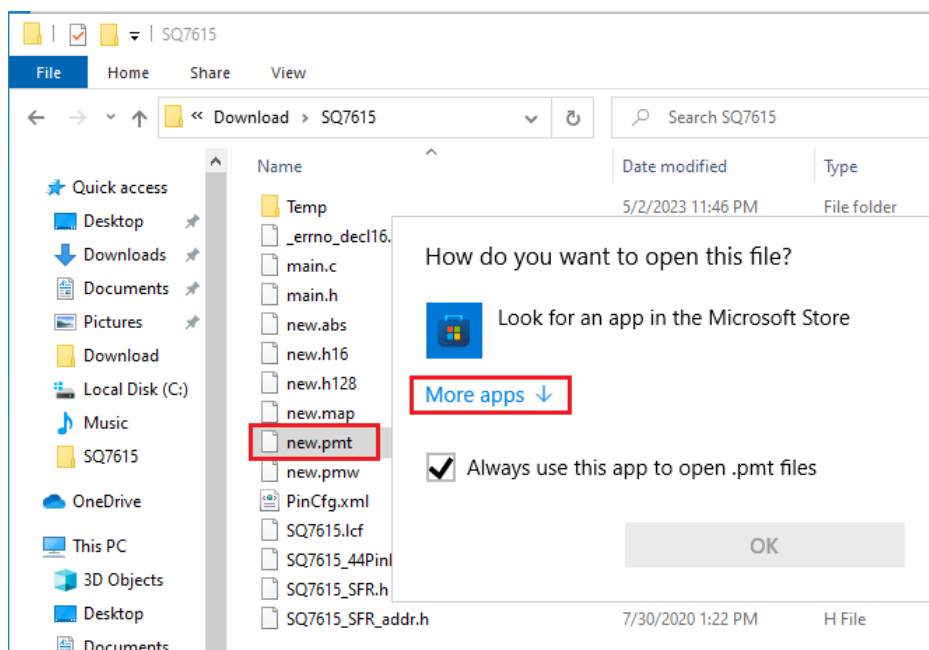 SQ7615
File Home Share View
« Download › SQ7615
Search SQ7615
Name Date modified Type
Quick access
Desktop
Downloads
Documents
Pictures
Download
Local Disk (C:)
Music
SQ7615
OneDrive
This PC
3D Objects
Desktop
Documents
Temp 5/2/2023 11:46 PM File folder
_errno_decl16.
main.c
main.h
new.abs
new.h16
new.h128
new.map
new.pmt
new.pmw
PinCfg.xml
SQ7615.lcf
SQ7615_44Pin
SQ7615_SFR.h
SQ7615_SFR_addr.h 7/30/2020 1:22 PM H File
How do you want to open this file?
Look for an app in the Microsoft Store
More apps ↓
Always use this app to open .pmt files
OK